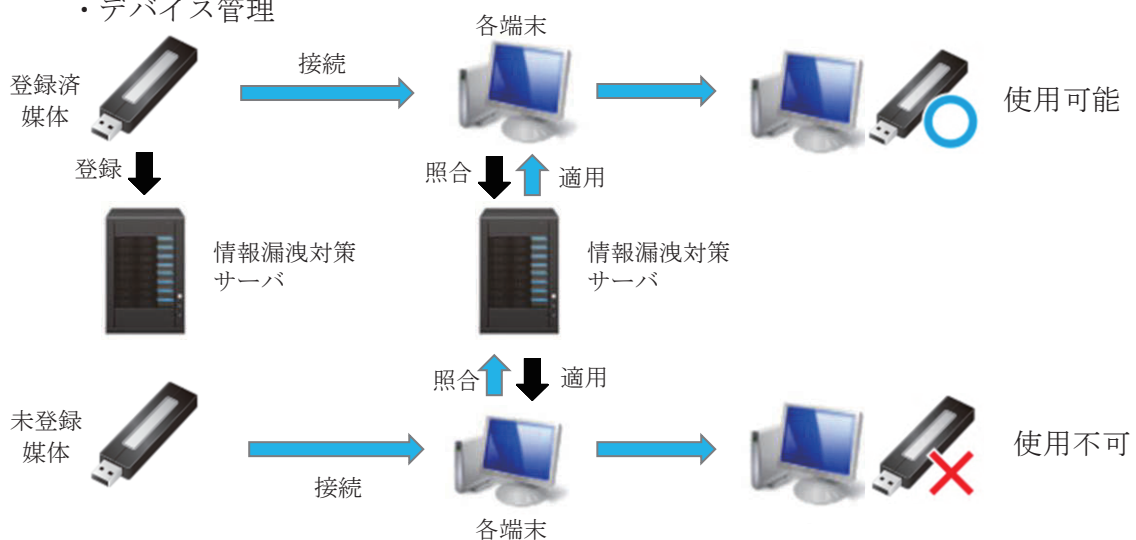 ・デバイス管理
各端末
接続
登録済
媒体
使用可能
登録
照合
適用
情報漏洩対策
サーバ
情報漏洩対策
サーバ
照合
適用
未登録
媒体
使用不可
接続
各端末